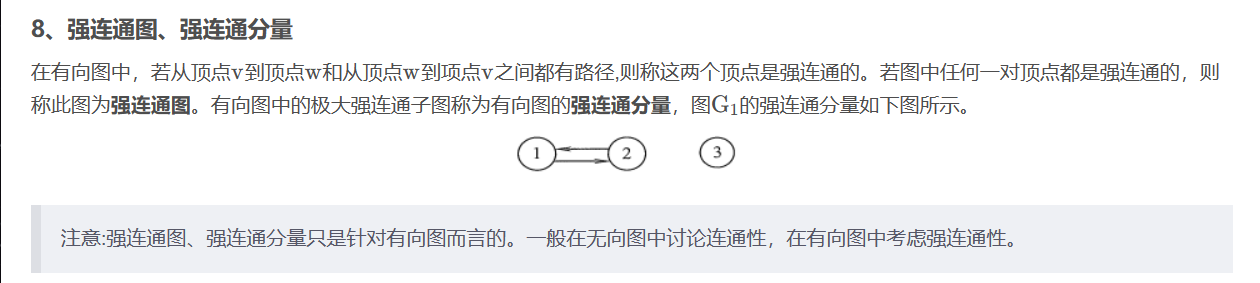 8、强连通图、强连通分量
在有向图中，若从顶点v到顶点w和从顶点w到项点v之间都有路径,则称这两个顶点是强连通的。若图中任何一对顶点都是强连通的，则
称此图为强连通图。有向图中的极大强连通子图称为有向图的强连通分量，图G₁的强连通分量如下图所示。
1 2 3
注意:强连通图、强连通分量只是针对有向图而言的。一般在无向图中讨论连通性，在有向图中考虑强连通性。